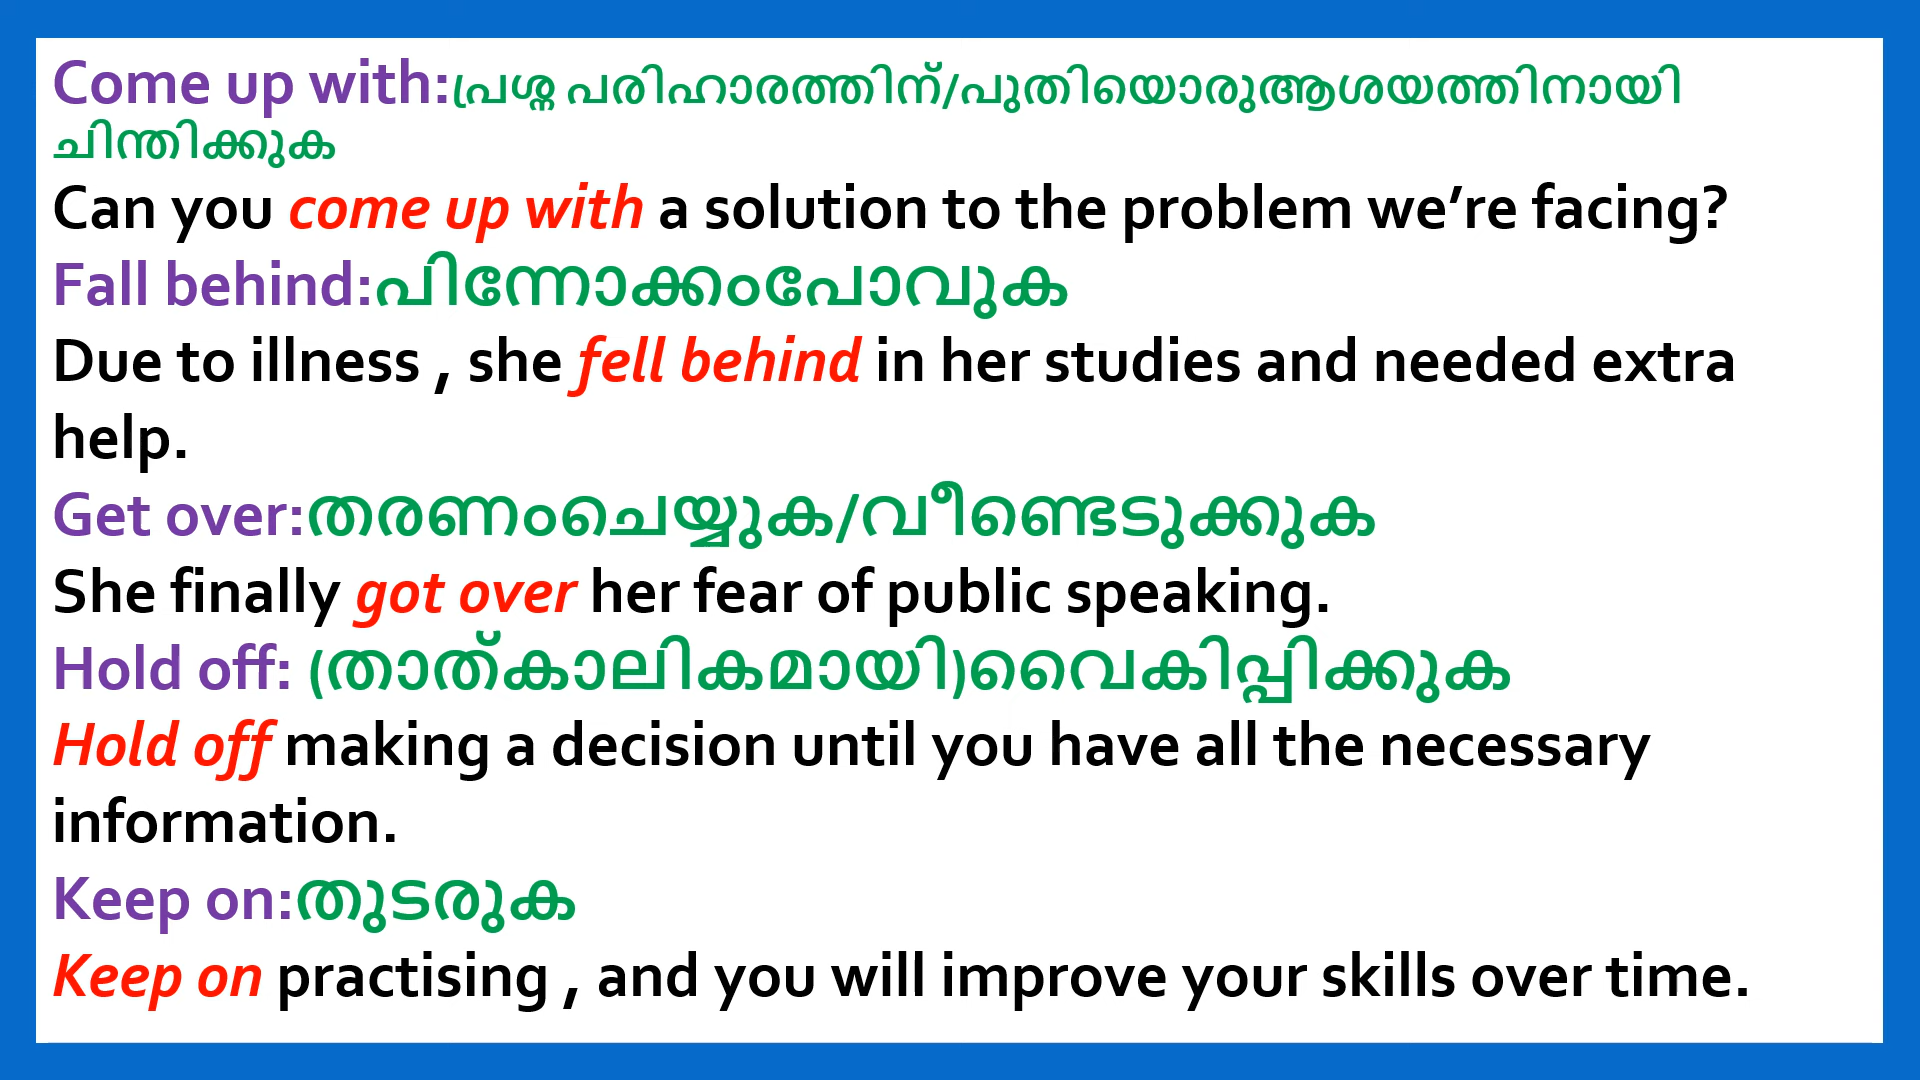 Come up with:പ്രശ്ന പരിഹാരത്തിന്/പുതിയൊരുആശയത്തിനായി
ചിന്തിക്കുക
Can you come up with a solution to the problem we’re facing?
Fall behind:പിന്നോക്കംപോവുക
Due to illness , she fell behind in her studies and needed extra
help.
Get over:തരണംചെയ്യുക/വീണ്ടെടുക്കുക
She finally got over her fear of public speaking.
Hold off: (താത്കാലികമായി)വൈകിപ്പിക്കുക
Hold off making a decision until you have all the necessary
information.
Keep on:തുടരുക
Keep on practising , and you will improve your skills over time.